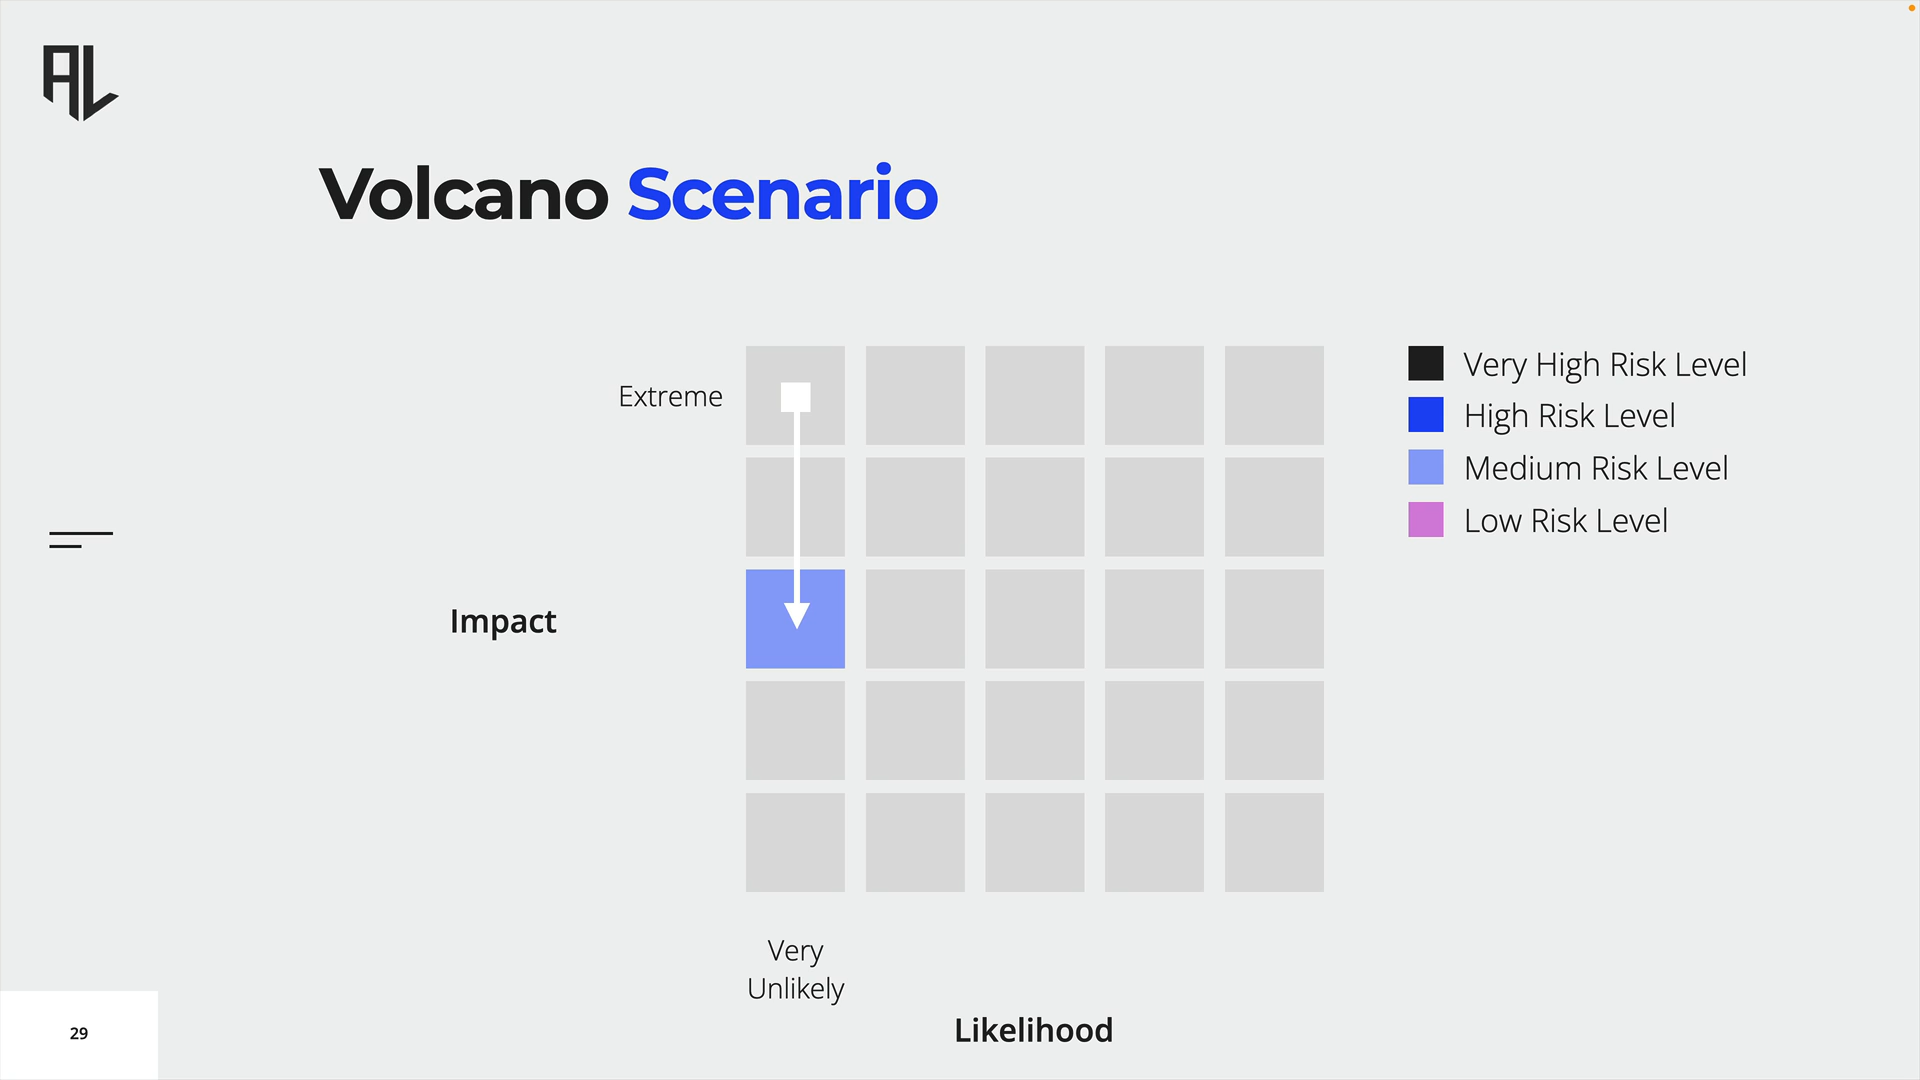 AL
Volcano Scenario
Extreme
Very High Risk Level
High Risk Level
Medium Risk Level
Low Risk Level
Impact
Very
Unlikely
Likelihood
29